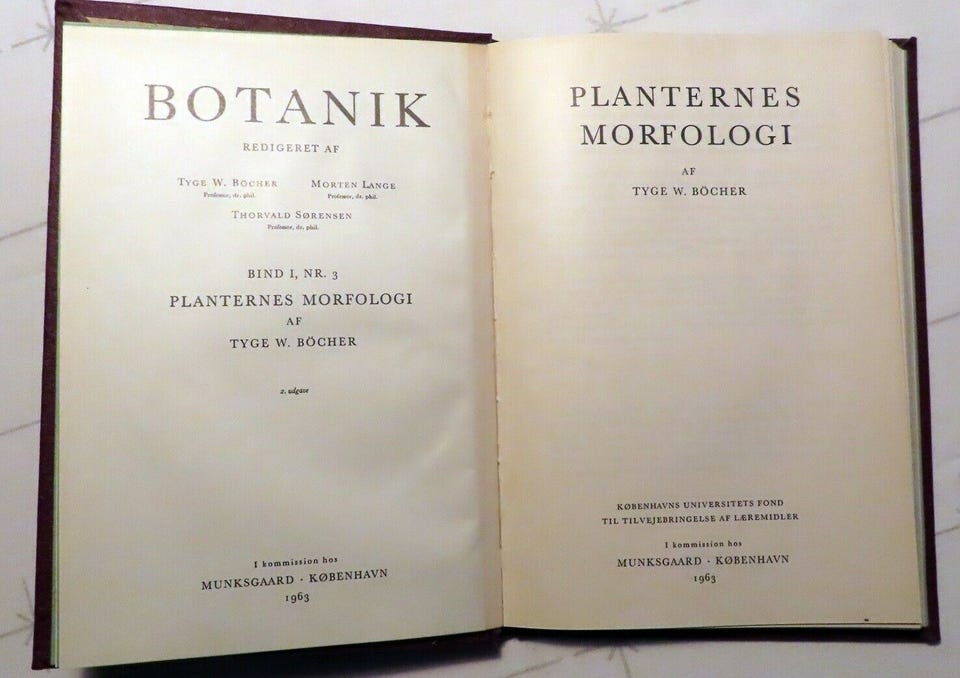 BOTANIK
REDIGERET AF
TYGE W. BÖCHER MORTEN LANGE
Professor, dr. phil. Professor, dr. phil.
THORVALD SØRENSEN
Professor, dr. phil.
BIND I, NR. 3
PLANTERNES MORFOLOGI
AF
TYGE W. BÖCHER
2. udgave
I kommission hos
MUNKSGAARD · KØBENHAVN
1963
PLANTERNES
MORFOLOGI
AF
TYGE W. BÖCHER
KØBENHAVNS UNIVERSITETS FOND
TIL TILVEJEBRINGELSE AF LÆREMIDLER
I kommission hos
MUNKSGAARD · KØBENHAVN
1963